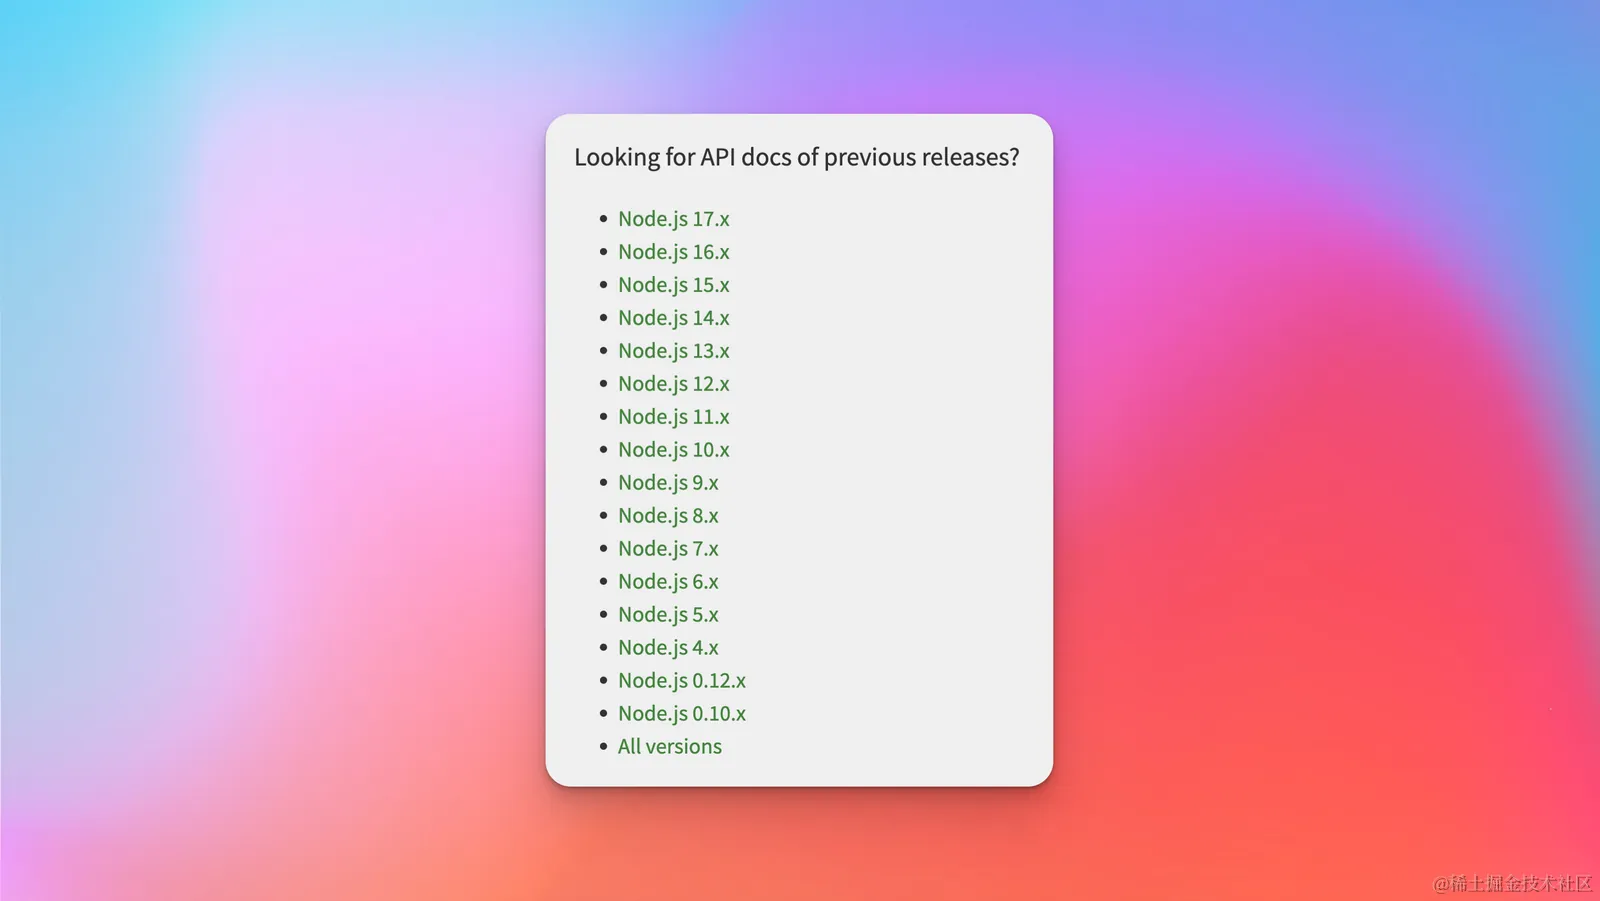 Looking for API docs of previous releases?
Node.js 17.x
Node.js 16.x
Node.js 15.x
Node.js 14.x
Node.js 13.x
Node.js 12.x
Node.js 11.x
Node.js 10.x
Node.js 9.x
Node.js 8.x
Node.js 7.x
Node.js 6.x
Node.js 5.x
Node.js 4.x
Node.js 0.12.x
Node.js 0.10.x
All versions
@稀土掘金技术社区